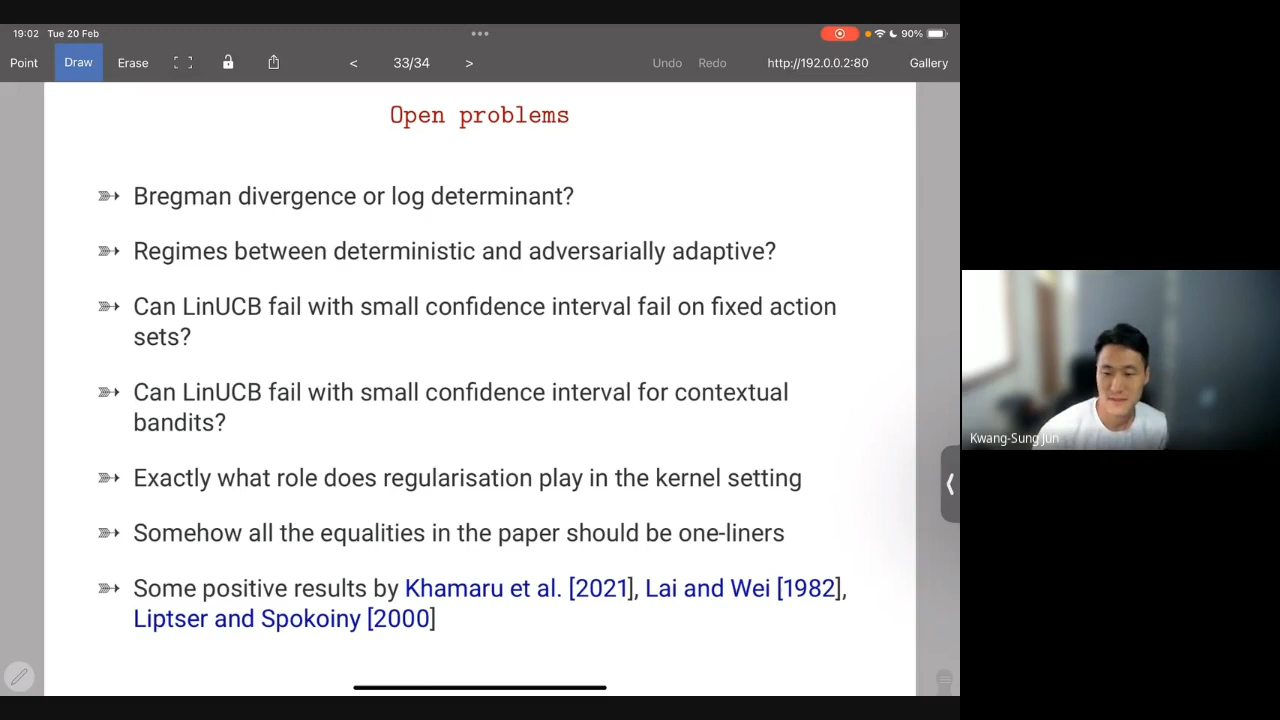 19:02 Tue 20 Feb
90%
Point Draw Erase < 33/34 > Undo Redo http://192.0.0.2:80 Gallery
Open problems
Bregman divergence or log determinant?
Regimes between deterministic and adversarially adaptive?
Can LinUCB fail with small confidence interval fail on fixed action
sets?
Can LinUCB fail with small confidence interval for contextual
bandits?
Exactly what role does regularisation play in the kernel setting
Somehow all the equalities in the paper should be one-liners
Some positive results by Khamaru et al. [2021], Lai and Wei [1982],
Liptser and Spokoiny [2000]
Kwang-Sung Jun